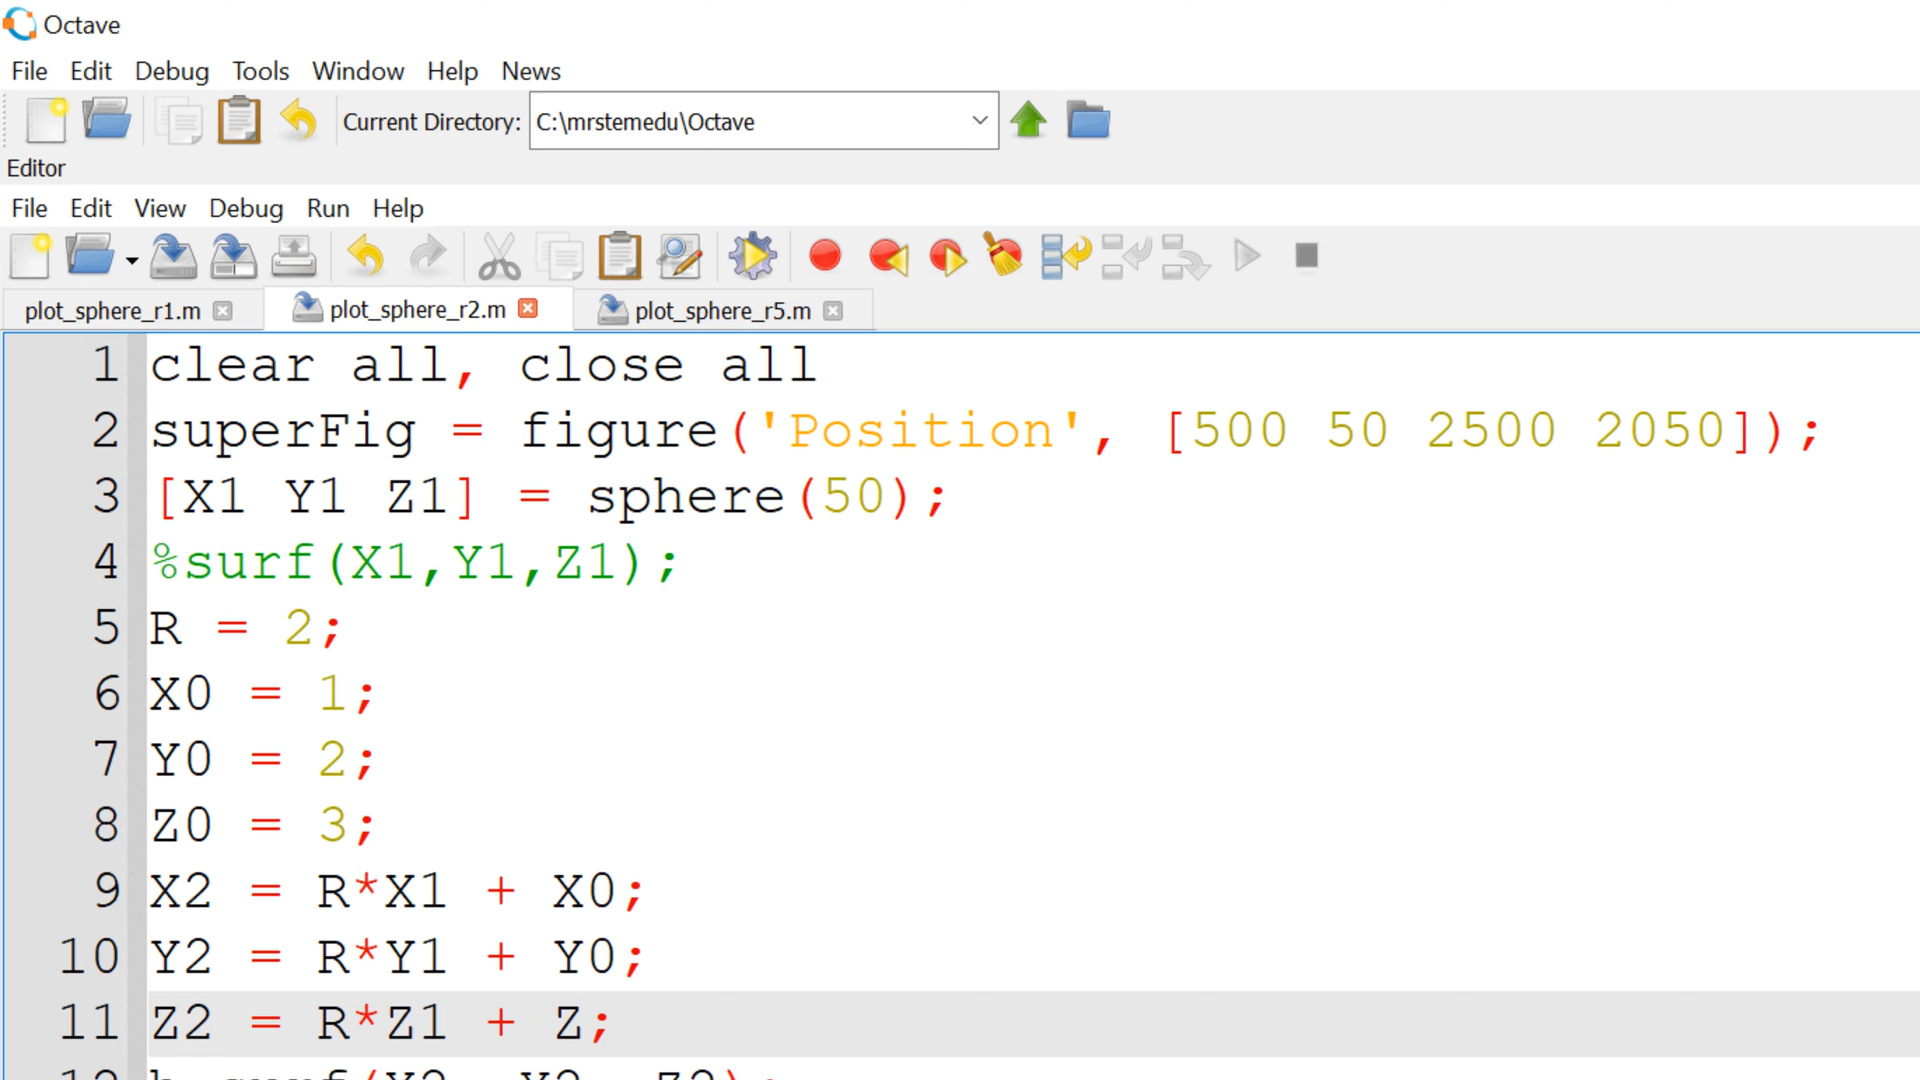 Octave
File Edit Debug Tools Window Help News
Current Directory: C:\mrstemedu\Octave
Editor
File Edit View Debug Run Help
plot_sphere_r1.m plot_sphere_r2.m plot_sphere_r5.m
1 clear all, close all
2 superFig = figure('Position', [500 50 2500 2050]);
3 [X1 Y1 Z1] = sphere(50);
4 %surf(X1,Y1,Z1);
5 R = 2;
6 X0 = 1;
7 Y0 = 2;
8 Z0 = 3;
9 X2 = R*X1 + X0;
10 Y2 = R*Y1 + Y0;
11 Z2 = R*Z1 + Z;